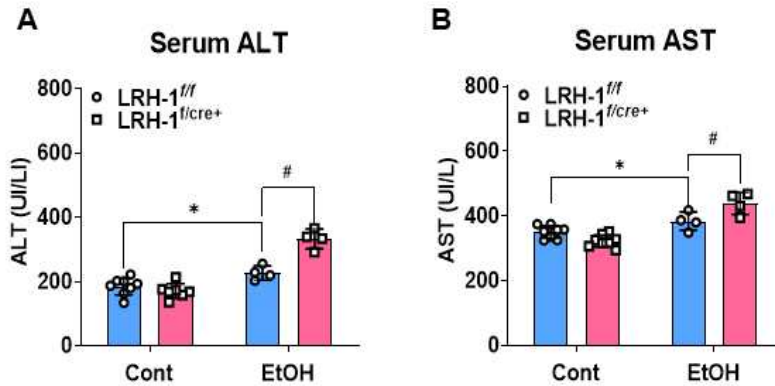 A
Serum ALT
800
600
400
200
0
ALT (UI/LI)
LRH-1f/f
LRH-1f/cre+
*
#
Cont
EtOH
B
Serum AST
800
600
400
200
0
AST (UI/L)
LRH-1f/f
LRH-1f/cre+
*
#
Cont
EtOH